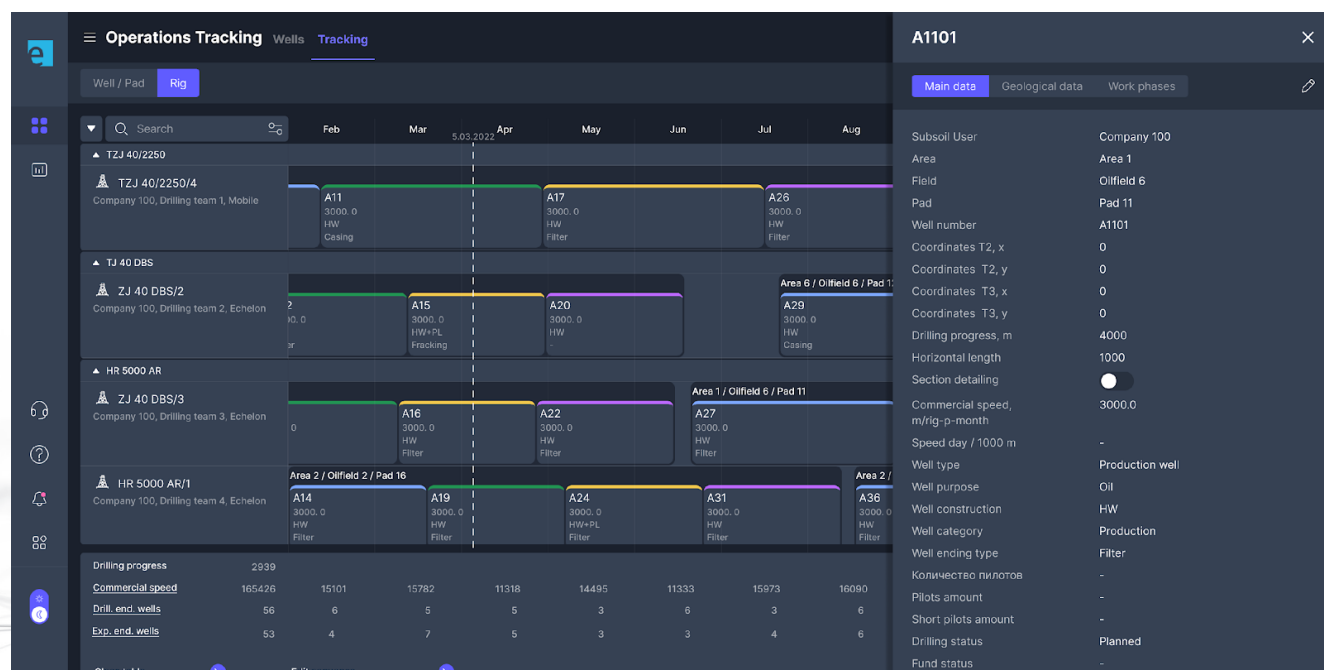 Operations Tracking Wells Tracking
Well / Pad Rig
Search
Feb Mar Apr May Jun Jul Aug
5.03.2022
TZJ 40/2250
TZJ 40/2250/4
Company 100, Drilling team 1, Mobile
A11
3000. 0
HW
Casing
A17
3000. 0
HW
Filter
A26
3000. 0
HW
Filter
TJ 40 DBS
ZJ 40 DBS/2
Company 100, Drilling team 2, Echelon
A15
3000. 0
HW+PL
Fracking
A20
3000. 0
HW
-
Area 6 / Oilfield 6 / Pad
A29
3000. 0
HW
Casing
HR 5000 AR
ZJ 40 DBS/3
Company 100, Drilling team 3, Echelon
0
A16
3000. 0
HW
Filter
A22
3000. 0
HW
Filter
Area 1 / Oilfield 6 / Pad 11
A27
3000. 0
HW
Filter
HR 5000 AR/1
Company 100, Drilling team 4, Echelon
Area 2 / Oilfield 2 / Pad 16
A14
3000. 0
HW
Filter
A19
3000. 0
HW
Filter
A24
3000. 0
HW+PL
Filter
A31
3000. 0
HW
Filter
Area 2 /
A36
3000. 0
HW
Filter
Drilling progress 2939
Commercial speed 165426 15101 15782 11318 14495 11333 15973 16090
Drill. end. wells 56 6 5 5 3 6 3 6
Exp. end. wells 53 4 7 5 3 3 4 6
A1101
Main data Geological data Work phases
Subsoil User Company 100
Area Area 1
Field Oilfield 6
Pad Pad 11
Well number A1101
Coordinates T2, x 0
Coordinates T2, y 0
Coordinates T3, x 0
Coordinates T3, y 0
Drilling progress, m 4000
Horizontal length 1000
Section detailing
Commercial speed, 3000.0
m/rig-p-month
Speed day / 1000 m -
Well type Production well
Well purpose Oil
Well construction HW
Well category Production
Well ending type Filter
Количество пилотов -
Pilots amount -
Short pilots amount -
Drilling status Planned
Fund status -